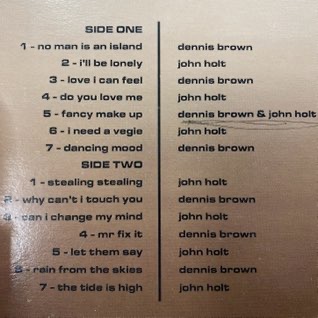 SIDE ONE
1 - no man is an island dennis brown
2 - i'll be lonely john holt
3 - love i can feel dennis brown
4 - do you love me john holt
5 - fancy make up dennis brown & john holt
6 - i need a vegie john holt
7 - dancing mood dennis brown
SIDE TWO
1 - stealing stealing john holt
2 - why can't i touch you dennis brown
3 - can i change my mind john holt
4 - mr fix it dennis brown
5 - let them say john holt
6 - rain from the skies dennis brown
7 - the tide is high john holt